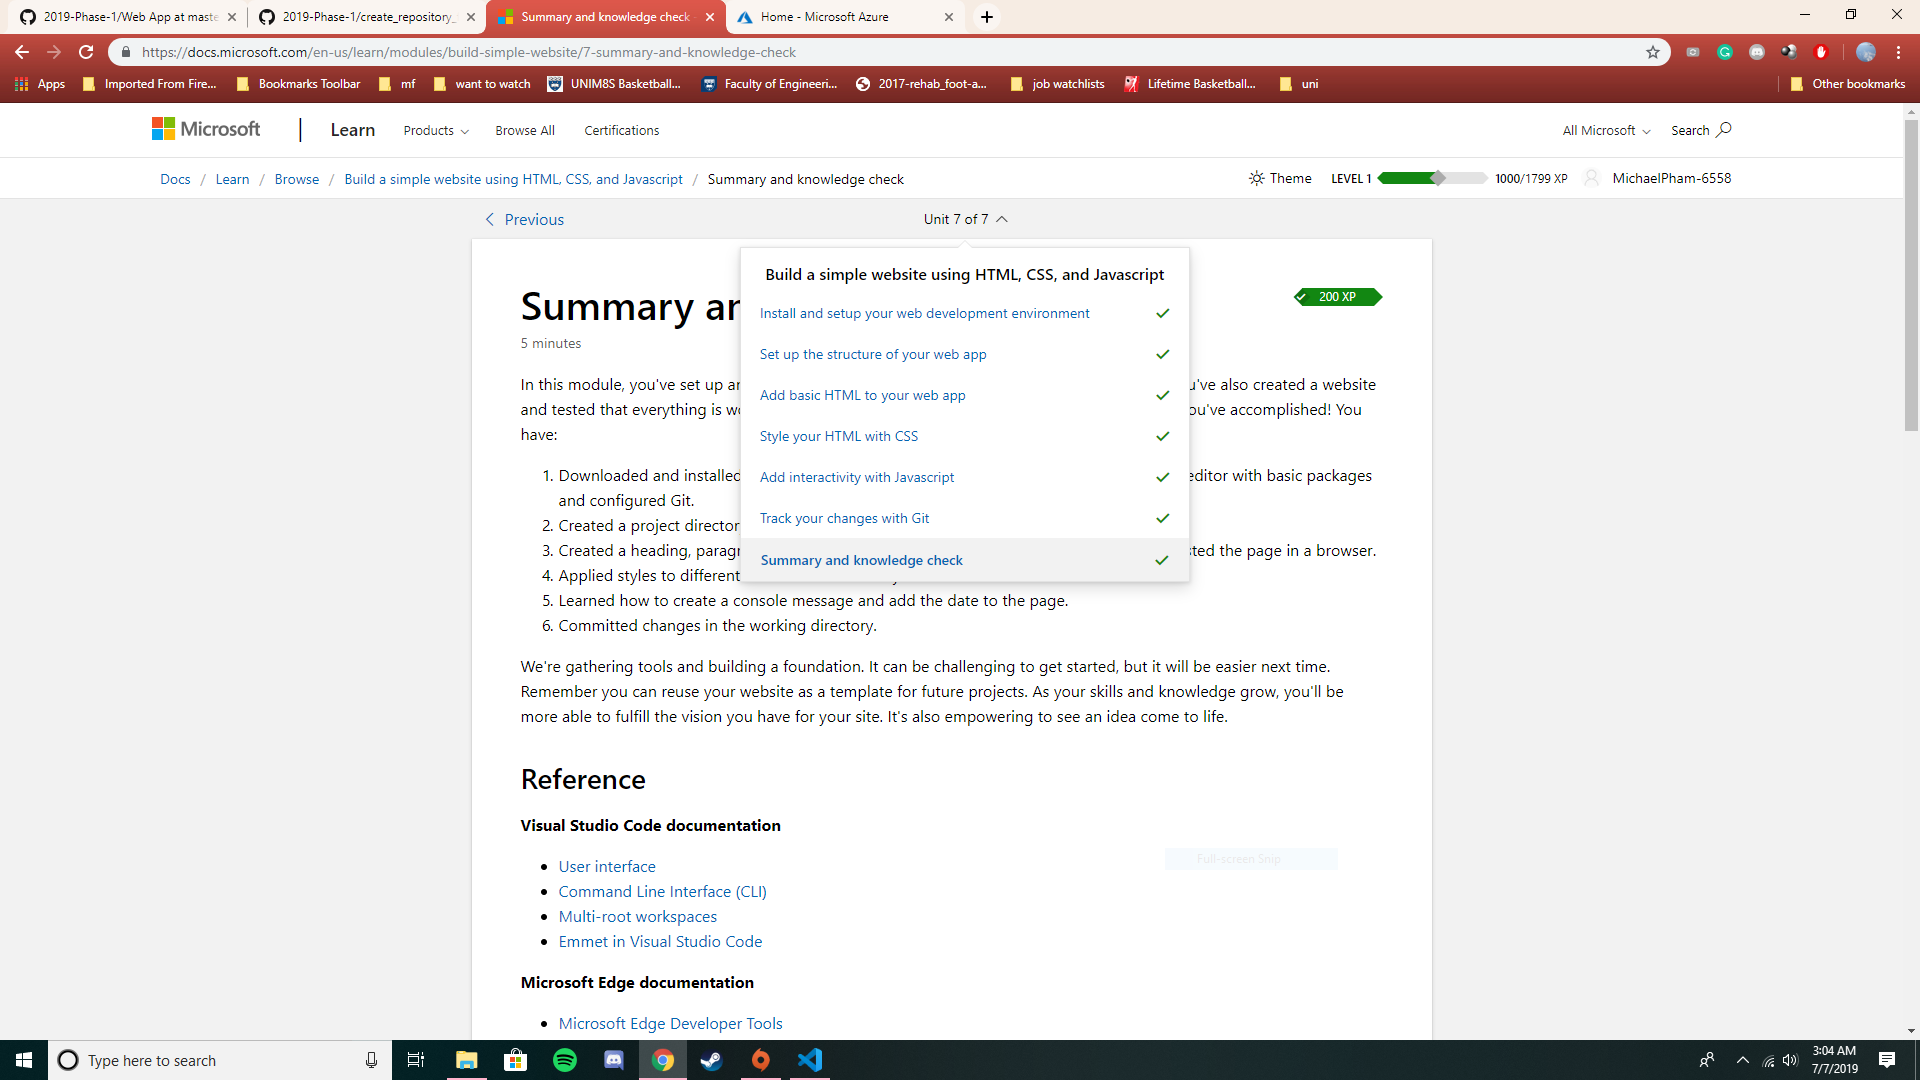 2019-Phase-1/Web App at maste
2019-Phase-1/create_repository_
Summary and knowledge check
Home - Microsoft Azure
https://docs.microsoft.com/en-us/learn/modules/build-simple-website/7-summary-and-knowledge-check
Apps
Imported From Fire...
Bookmarks Toolbar
mf
want to watch
UNIM8S Basketball...
Faculty of Engineeri...
2017-rehab_foot-a...
job watchlists
Lifetime Basketball...
uni
Other bookmarks
Microsoft
Learn
Products
Browse All
Certifications
All Microsoft
Search
Docs / Learn / Browse / Build a simple website using HTML, CSS, and Javascript / Summary and knowledge check
Theme
LEVEL 1
1000/1799 XP
MichaelPham-6558
Previous
Unit 7 of 7
Build a simple website using HTML, CSS, and Javascript
Install and setup your web development environment
Set up the structure of your web app
Add basic HTML to your web app
Style your HTML with CSS
Add interactivity with Javascript
Track your changes with Git
Summary and knowledge check
Summary an
200 XP
5 minutes
In this module, you've set up an u've also created a website
and tested that everything is wo ou've accomplished! You
have:
1. Downloaded and installed editor with basic packages
and configured Git.
2. Created a project director
3. Created a heading, paragr sted the page in a browser.
4. Applied styles to different
5. Learned how to create a console message and add the date to the page.
6. Committed changes in the working directory.
We're gathering tools and building a foundation. It can be challenging to get started, but it will be easier next time.
Remember you can reuse your website as a template for future projects. As your skills and knowledge grow, you'll be
more able to fulfill the vision you have for your site. It's also empowering to see an idea come to life.
Reference
Visual Studio Code documentation
User interface
Full-screen Snip
Command Line Interface (CLI)
Multi-root workspaces
Emmet in Visual Studio Code
Microsoft Edge documentation
Microsoft Edge Developer Tools
Type here to search
3:04 AM
7/7/2019